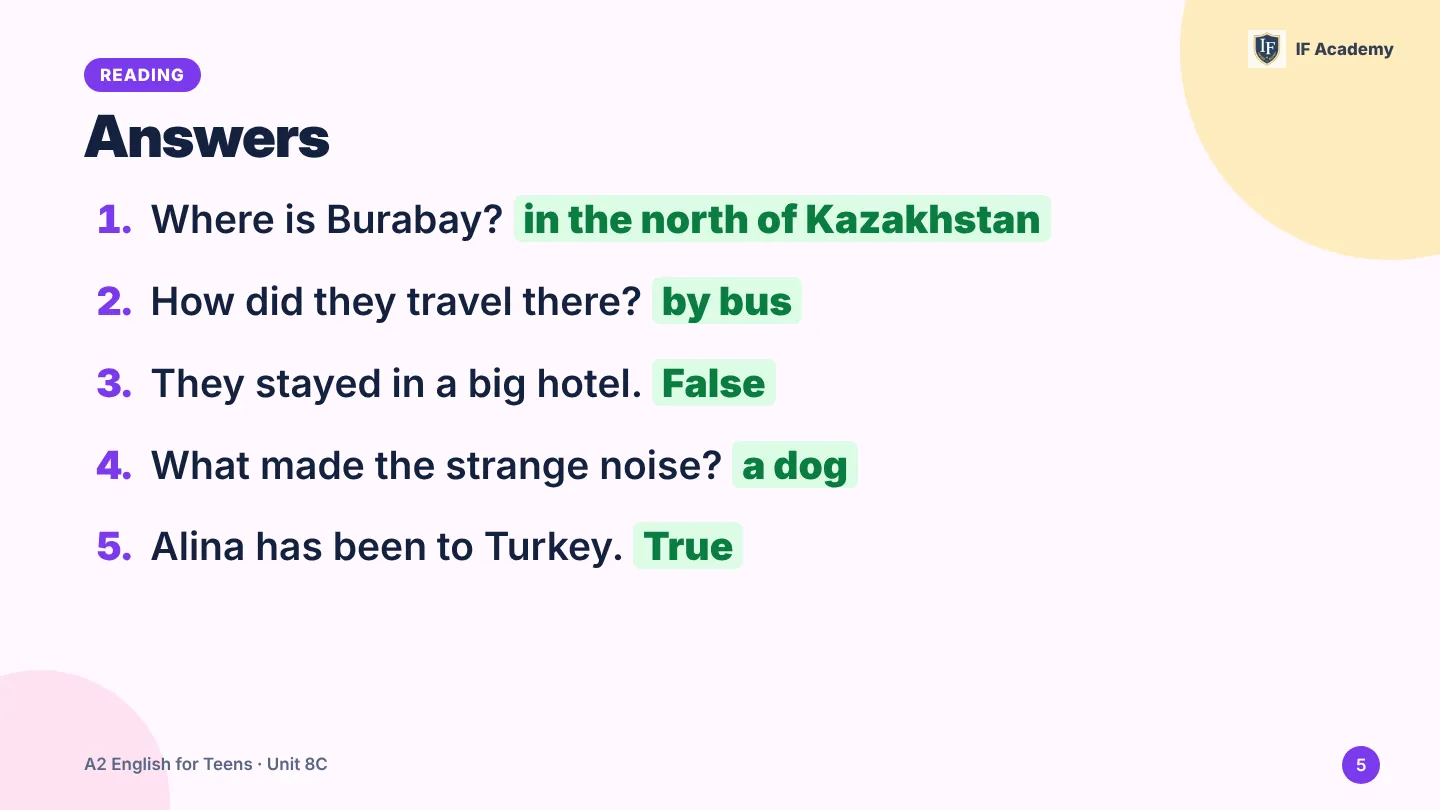 IF
IF Academy
READING
Answers
1. Where is Burabay? in the north of Kazakhstan
2. How did they travel there? by bus
3. They stayed in a big hotel. False
4. What made the strange noise? a dog
5. Alina has been to Turkey. True
A2 English for Teens · Unit 8C
5